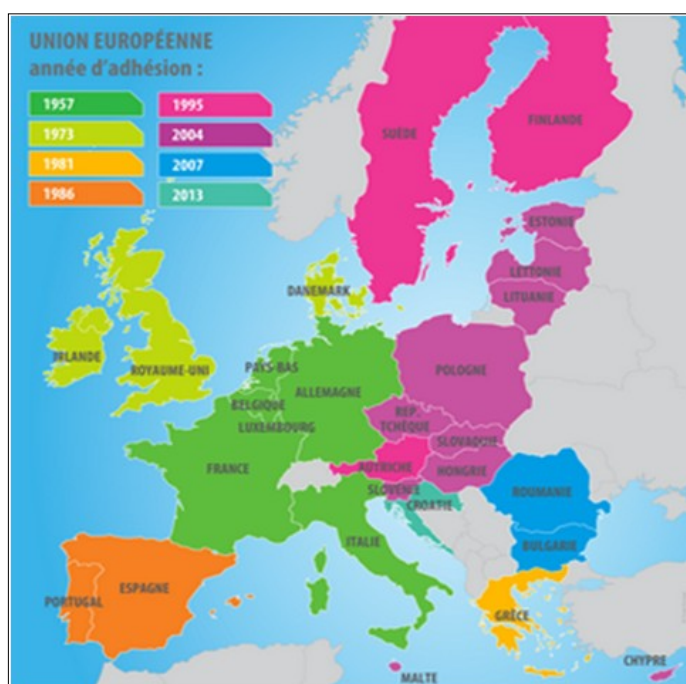 UNION EUROPÉENNE
année d'adhésion :
1957
1995
1973
2004
1981
2007
1986
2013
SUÈDE
FINLANDE
ESTONIE
LETTONIE
LITUANIE
DANEMARK
IRLANDE
ROYAUME-UNI
PAYS-BAS
BELGIQUE
LUXEMBOURG
ALLEMAGNE
POLOGNE
RÉP.
TCHÈQUE
SLOVAQUIE
FRANCE
AUTRICHE
HONGRIE
SLOVÉNIE
CROATIE
ROUMANIE
BULGARIE
ITALIE
PORTUGAL
ESPAGNE
GRÈCE
MALTE
CHYPRE